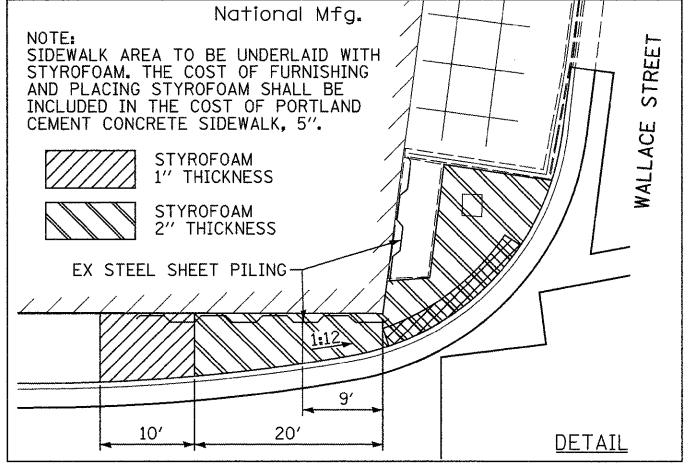 National Mfg.
NOTE:
SIDEWALK AREA TO BE UNDERLAID WITH
STYROFOAM. THE COST OF FURNISHING
AND PLACING STYROFOAM SHALL BE
INCLUDED IN THE COST OF PORTLAND
CEMENT CONCRETE SIDEWALK, 5".
STYROFOAM
1" THICKNESS
STYROFOAM
2" THICKNESS
EX STEEL SHEET PILING
WALLACE STREET
1:12
9'
10'
20'
DETAIL